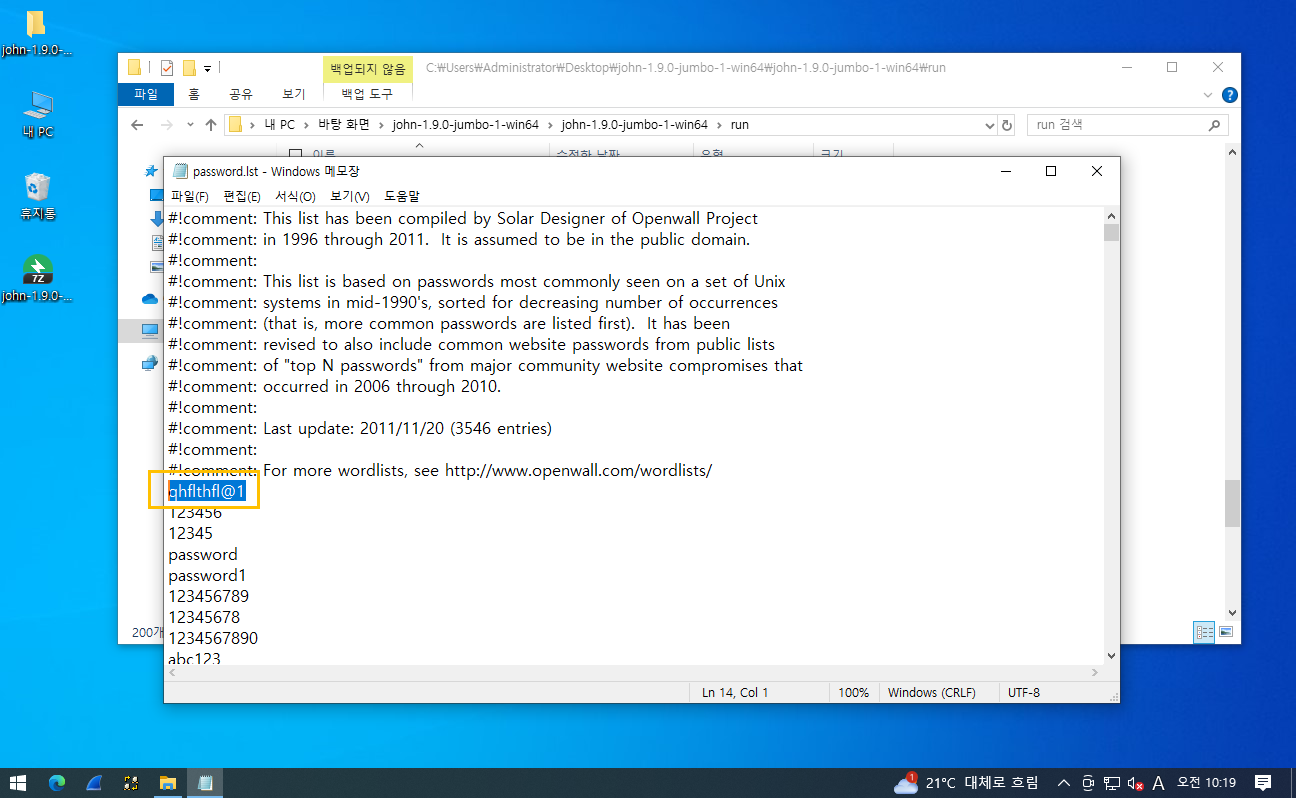 john-1.9.0-...
내 PC
휴지통
john-1.9.0-...
백업되지 않음
C:₩Users₩Administrator₩Desktop₩john-1.9.0-jumbo-1-win64₩john-1.9.0-jumbo-1-win64₩run
파일
홈
공유
보기
백업 도구
내 PC > 바탕 화면 > john-1.9.0-jumbo-1-win64 > john-1.9.0-jumbo-1-win64 > run
run 검색
이름
수정한 날짜
유형
크기
password.lst - Windows 메모장
파일(F) 편집(E) 서식(O) 보기(V) 도움말
#!comment: This list has been compiled by Solar Designer of Openwall Project
#!comment: in 1996 through 2011.  It is assumed to be in the public domain.
#!comment:
#!comment: This list is based on passwords most commonly seen on a set of Unix
#!comment: systems in mid-1990's, sorted for decreasing number of occurrences
#!comment: (that is, more common passwords are listed first).  It has been
#!comment: revised to also include common website passwords from public lists
#!comment: of "top N passwords" from major community website compromises that
#!comment: occurred in 2006 through 2010.
#!comment:
#!comment: Last update: 2011/11/20 (3546 entries)
#!comment:
#!comment: For more wordlists, see http://www.openwall.com/wordlists/
qhflthfl@1
123456
12345
password
password1
123456789
12345678
1234567890
abc123
200개
Ln 14, Col 1
100%
Windows (CRLF)
UTF-8
7Z
1
21°C 대체로 흐림
A
오전 10:19